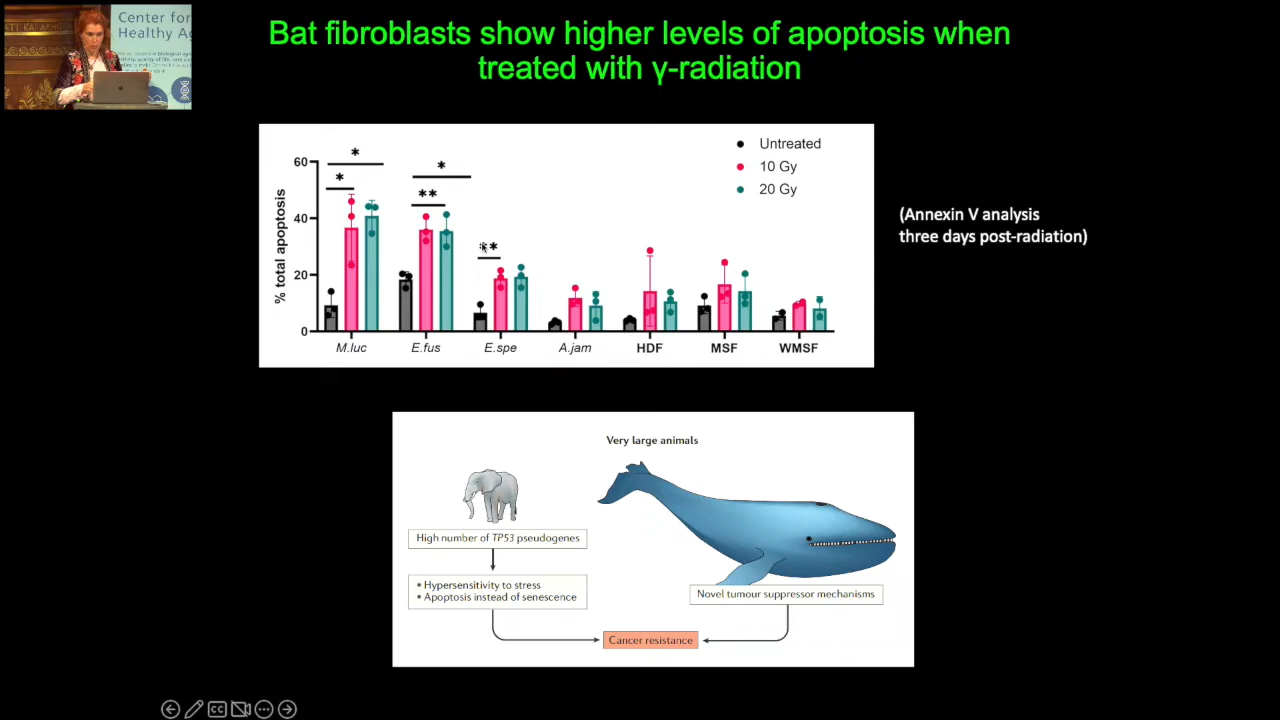 Center for
Healthy A
Bat fibroblasts show higher levels of apoptosis when
treated with γ-radiation
% total apoptosis
60
40
20
0
*
*
*
**
**
Untreated
10 Gy
20 Gy
M.luc
E.fus
E.spe
A.jam
HDF
MSF
WMSF
(Annexin V analysis
three days post-radiation)
Very large animals
High number of TP53 pseudogenes
• Hypersensitivity to stress
• Apoptosis instead of senescence
Novel tumour suppressor mechanisms
Cancer resistance
CC